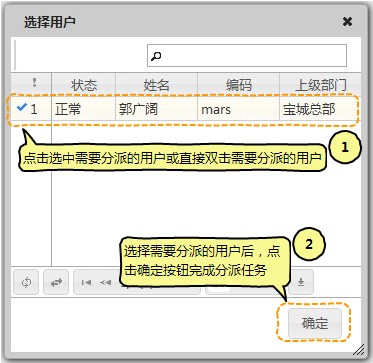 选择用户
状态 姓名 编码 上级部门
1 正常 郭广阔 mars 宝城总部
点击选中需要分派的用户或直接双击需要分派的用户
1
2
选择需要分派的用户后，点
击确定按钮完成分派任务
确定